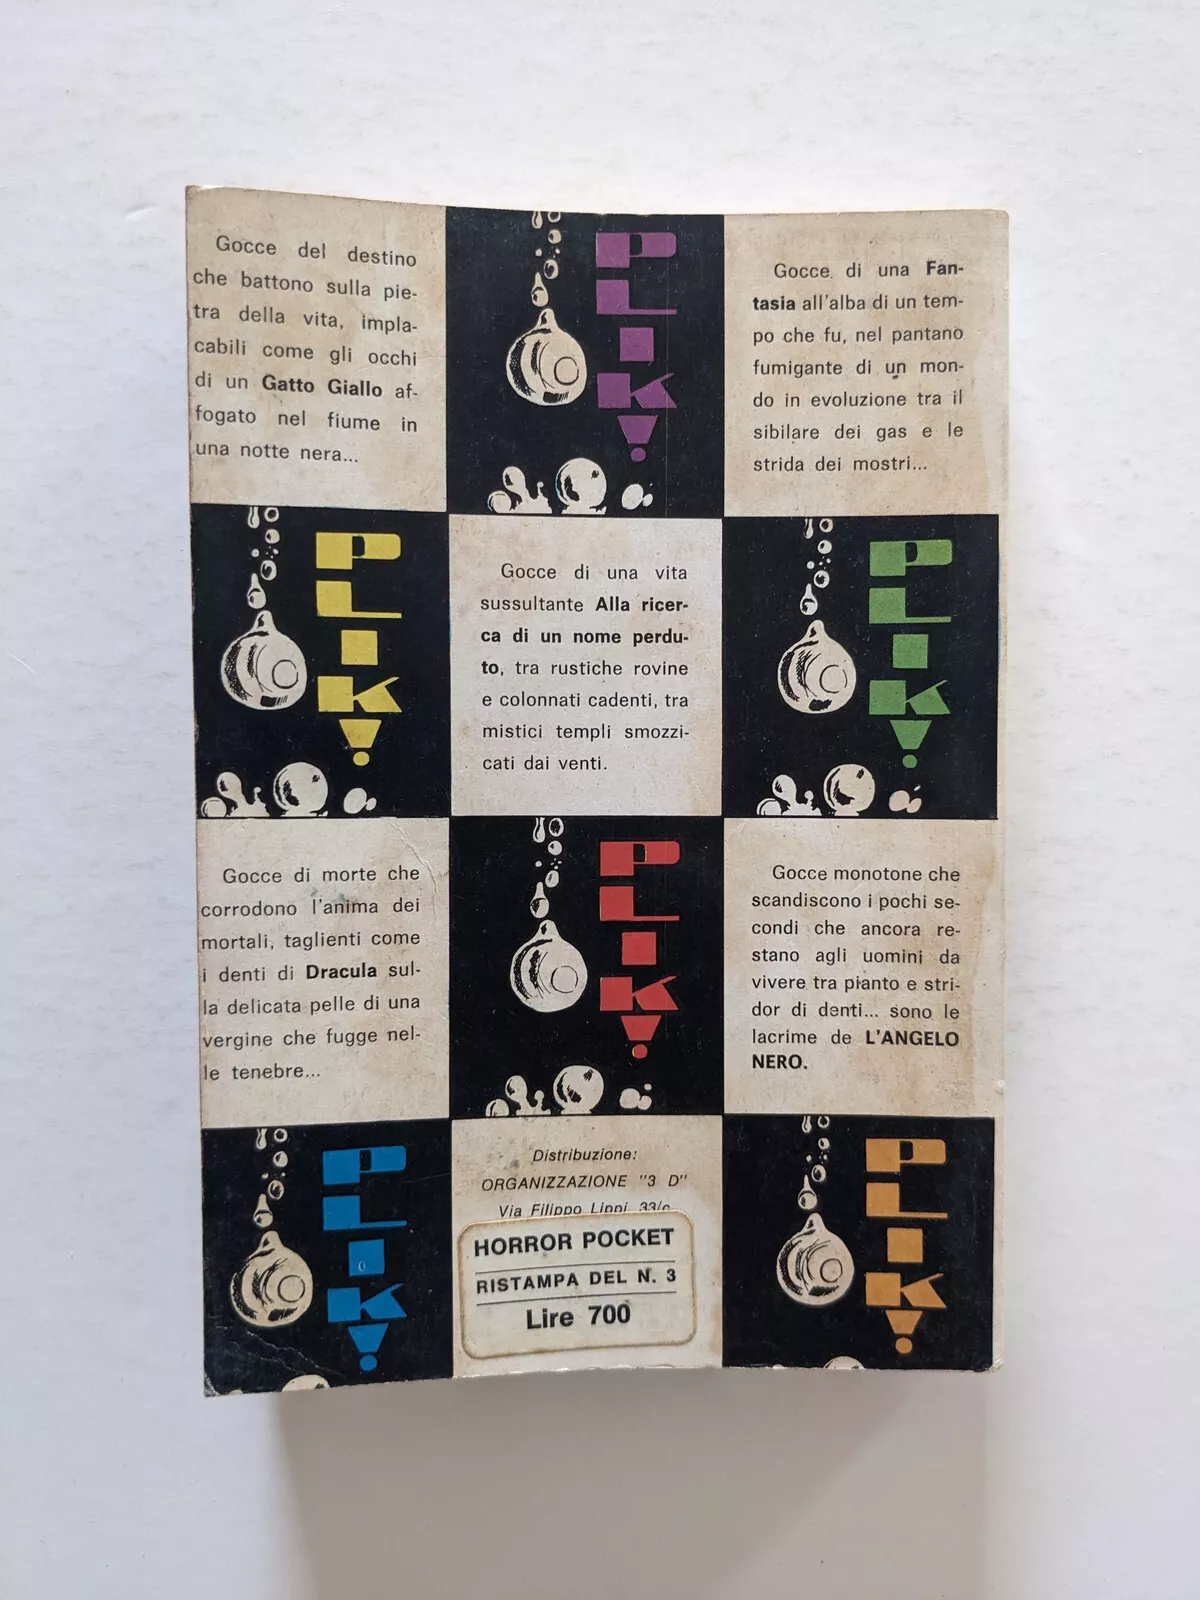 Gocce del destino
che battono sulla pie-
tra della vita, impla-
cabili come gli occhi
di un Gatto Giallo af-
fogato nel fiume in
una notte nera...
PLIK!
Gocce di una Fan-
tasia all'alba di un tem-
po che fu, nel pantano
fumigante di un mon-
do in evoluzione tra il
sibilare dei gas e le
strida dei mostri...
PLIK!
Gocce di una vita
sussultante Alla ricer-
ca di un nome perdu-
to, tra rustiche rovine
e colonnati cadenti, tra
mistici templi smozzi-
cati dai venti.
PLIK!
Gocce di morte che
corrodono l'anima dei
mortali, taglienti come
i denti di Dracula sul-
la delicata pelle di una
vergine che fugge nel-
le tenebre...
PLIK!
Gocce monotone che
scandiscono i pochi se-
condi che ancora re-
stano agli uomini da
vivere tra pianto e stri-
dor di denti... sono le
lacrime de L'ANGELO
NERO.
PLIK!
Distribuzione:
ORGANIZZAZIONE "3 D"
Via Filippo Lippi 33/c
HORROR POCKET
RISTAMPA DEL N. 3
Lire 700
PLIK!